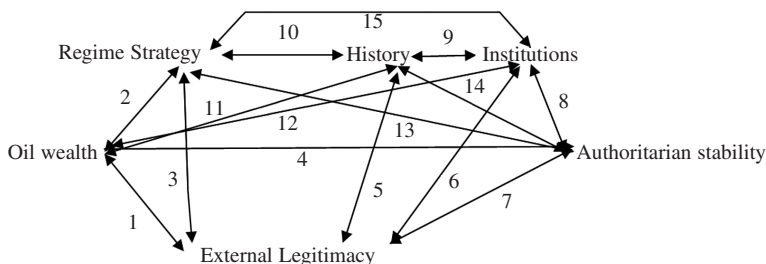 15
10
9
Regime Strategy
History
Institutions
2
11
14
8
12
13
Oil wealth
4
Authoritarian stability
3
5
6
7
1
External Legitimacy